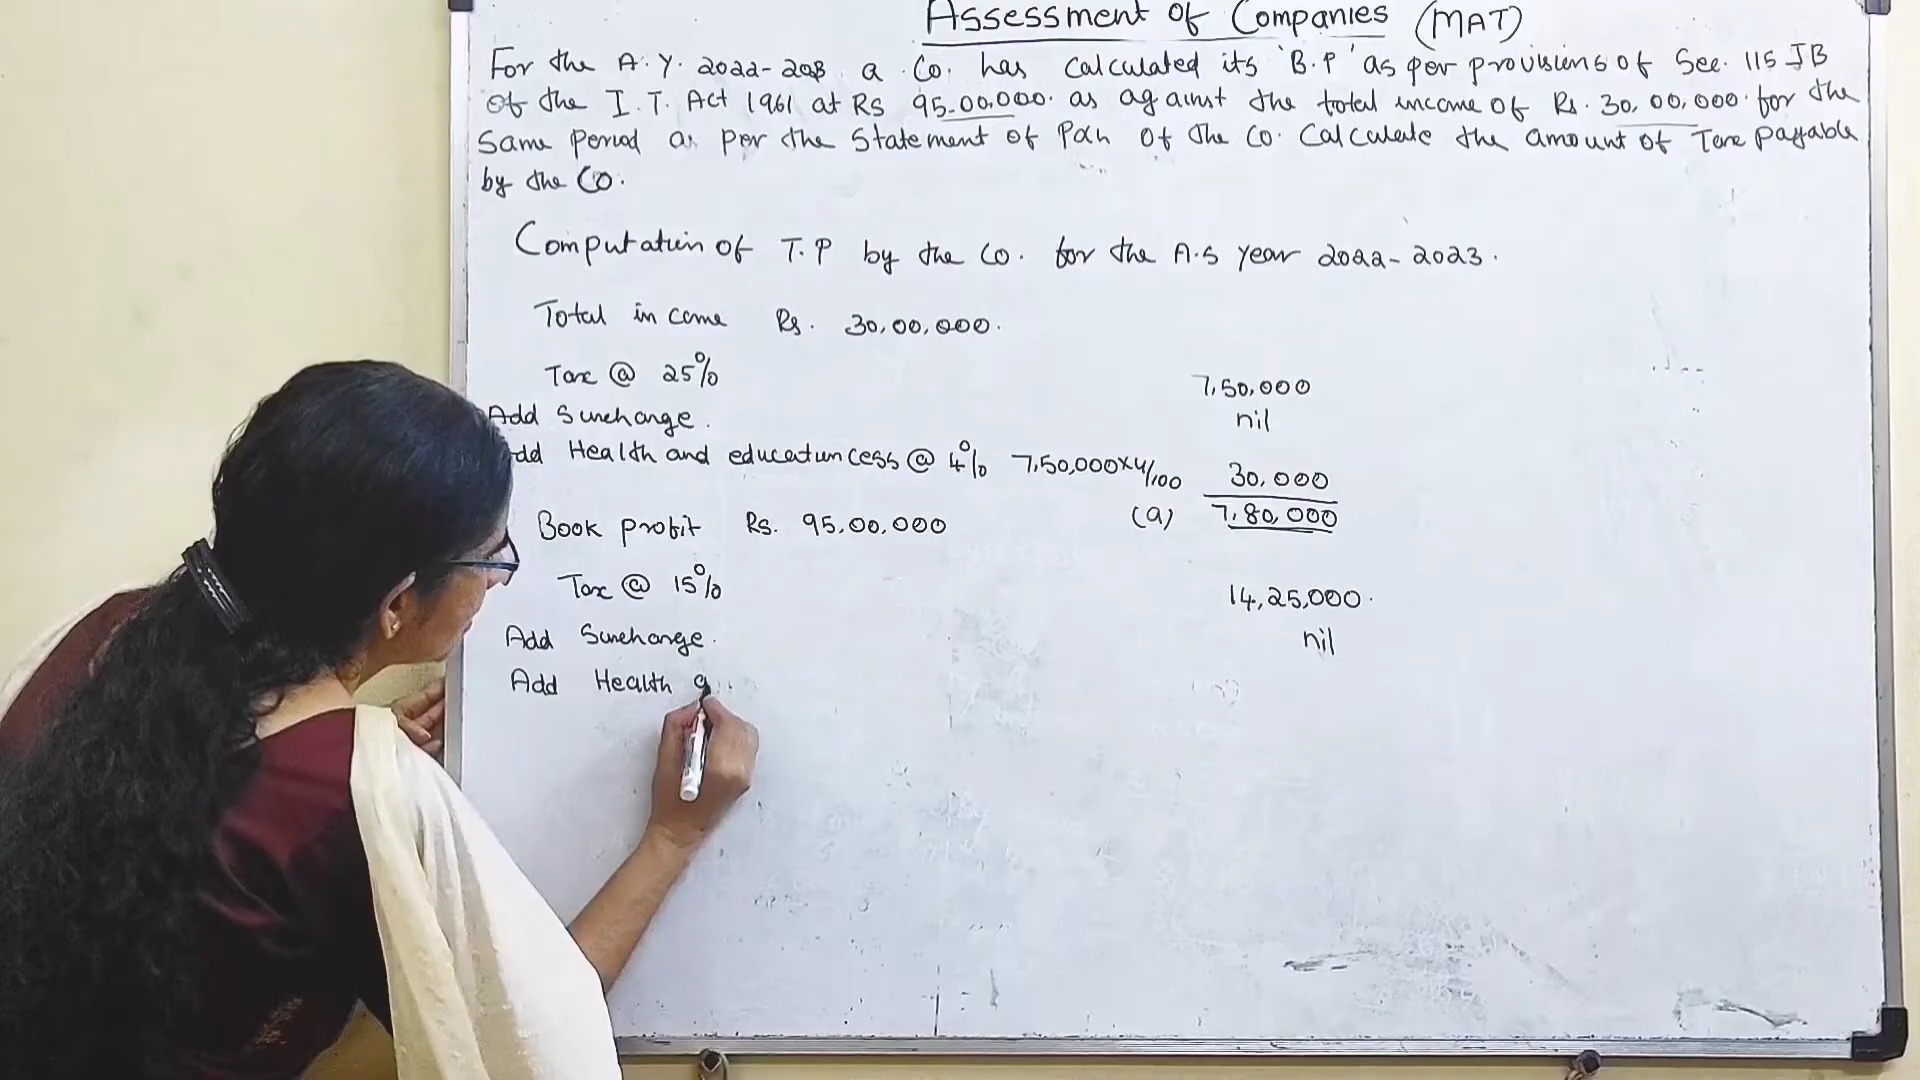 Assessment of Companies (MAT)
For the A.Y. 2022-203 a Co. has calculated its 'B.P' as per provisions of Sec. 115 JB
of the I.T. Act 1961 at Rs 95,00,000. as against the total income of Rs. 30,00,000. for the
Same period as per the Statement of P&L of the Co. Calculate the amount of Tax payable
by the Co.
Computation of T.P by the Co. for the A.S year 2022-2023.
Total income Rs. 30,00,000.
Tax @ 25% 7,50,000
Add Surcharge. nil
dd Health and education cess @ 4% 7,50,000x4/100 30,000
(a) 7,80,000
Book profit Rs. 95,00,000
Tax @ 15% 14,25,000.
Add Surcharge. nil
Add Health a